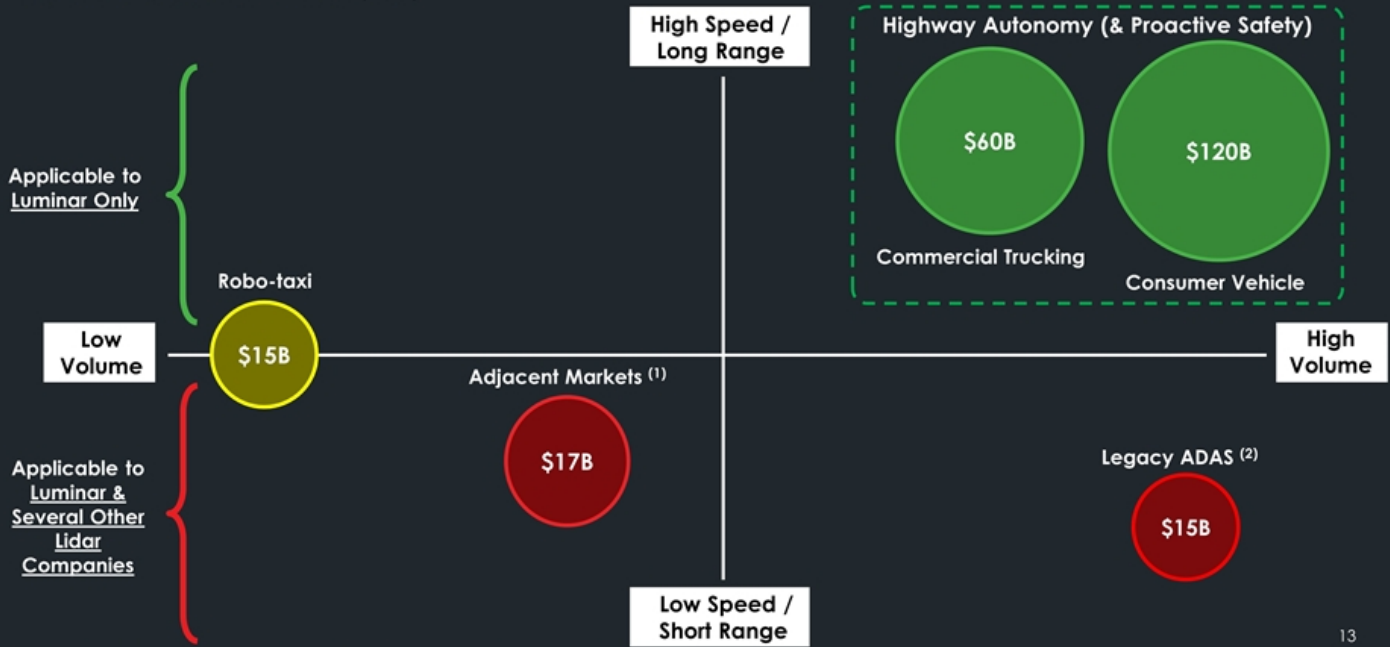 High Speed /
Long Range
Highway Autonomy (& Proactive Safety)
$60B
$120B
Commercial Trucking
Consumer Vehicle
Applicable to
Luminar Only
Robo-taxi
$15B
Low
Volume
High
Volume
Adjacent Markets (1)
$17B
Legacy ADAS (2)
$15B
Applicable to
Luminar &
Several Other
Lidar
Companies
Low Speed /
Short Range
13